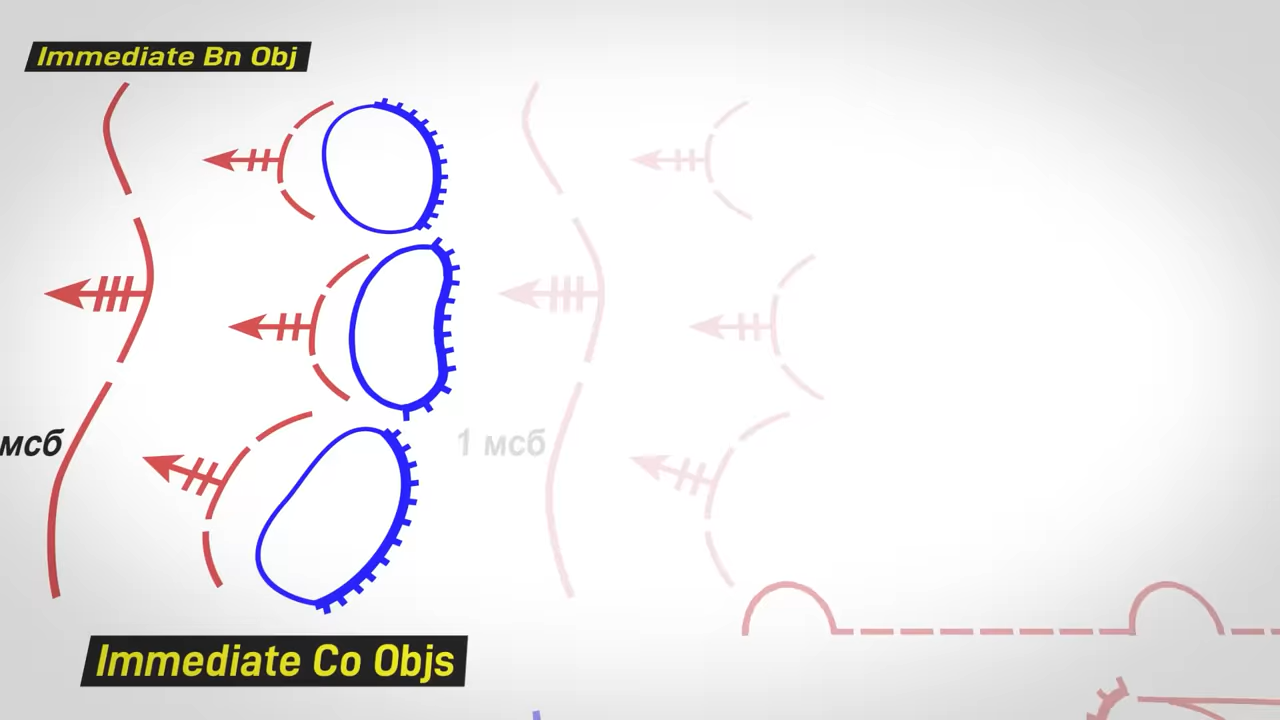 Immediate Bn Obj
мсб
1 мсб
Immediate Co Objs